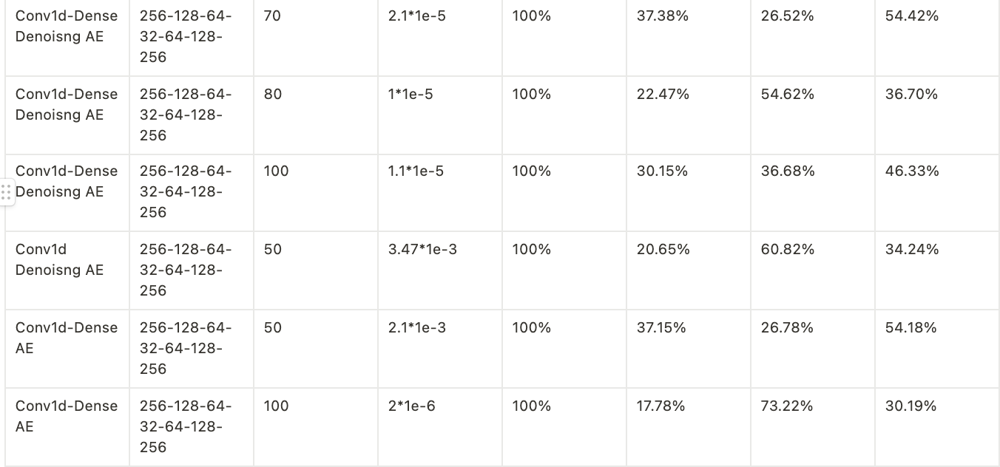 Conv1d-Dense 256-128-64- 70 2.1*1e-5 100% 37.38% 26.52% 54.42%
Denoisng AE 32-64-128-
256
Conv1d-Dense 256-128-64- 80 1*1e-5 100% 22.47% 54.62% 36.70%
Denoisng AE 32-64-128-
256
Conv1d-Dense 256-128-64- 100 1.1*1e-5 100% 30.15% 36.68% 46.33%
Denoisng AE 32-64-128-
256
Conv1d 256-128-64- 50 3.47*1e-3 100% 20.65% 60.82% 34.24%
Denoisng AE 32-64-128-
256
Conv1d-Dense 256-128-64- 50 2.1*1e-3 100% 37.15% 26.78% 54.18%
AE 32-64-128-
256
Conv1d-Dense 256-128-64- 100 2*1e-6 100% 17.78% 73.22% 30.19%
AE 32-64-128-
256